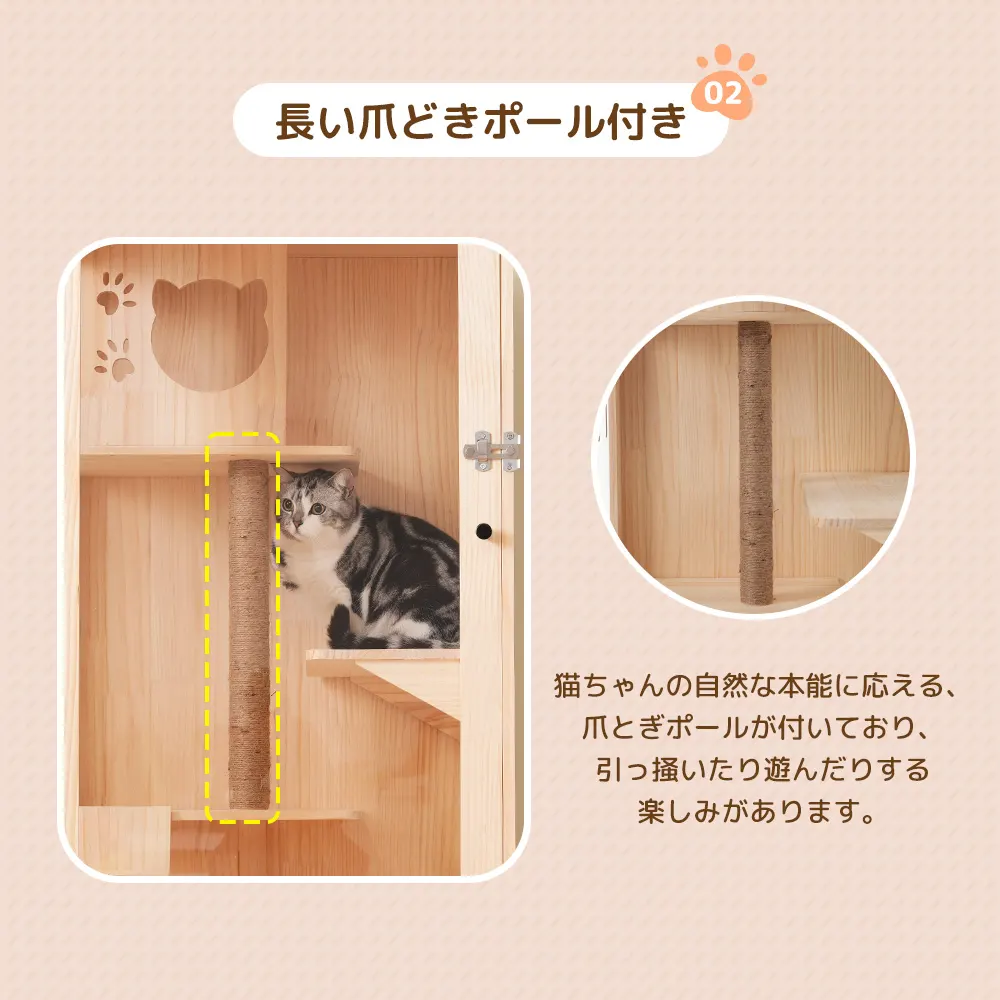 長い爪どきポール付き
02
猫ちゃんの自然な本能に応える、
爪とぎポールが付いており、
引っ掻いたり遊んだりする
楽しみがあります。